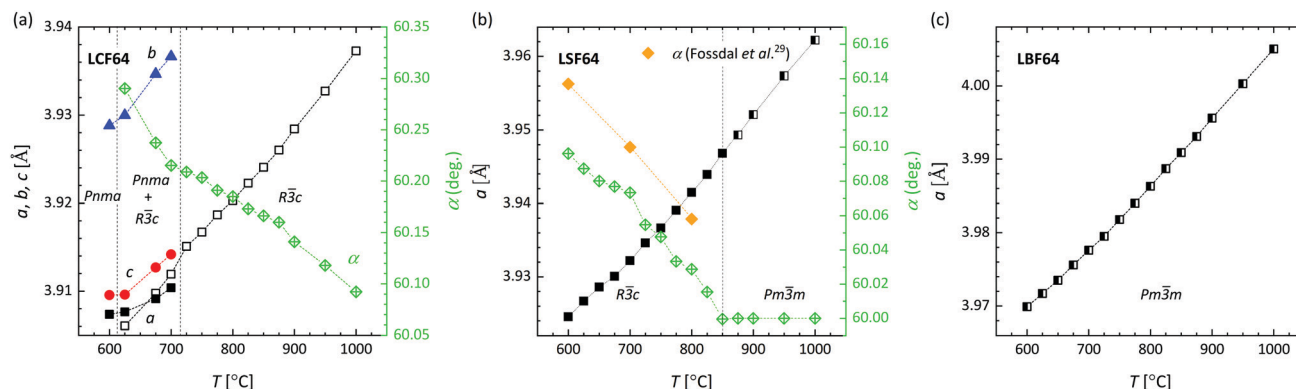 (a)
3.94
3.93
3.92
3.91
a, b, c [Å]
LCF64
b
Pnma
Pnma
+
R3̅c
R3̅c
c
a
α
60.35
60.30
60.25
60.20
60.15
60.10
60.05
α (deg.)
600 700 800 900 1000
T [°C]
(b)
3.96
3.95
3.94
3.93
a [Å]
LSF64
α (Fossdal et al.29)
R3̅c
Pm3̅m
60.16
60.14
60.12
60.10
60.08
60.06
60.04
60.02
60.00
α (deg.)
600 700 800 900 1000
T [°C]
(c)
4.00
3.99
3.98
3.97
a [Å]
LBF64
Pm3̅m
600 700 800 900 1000
T [°C]